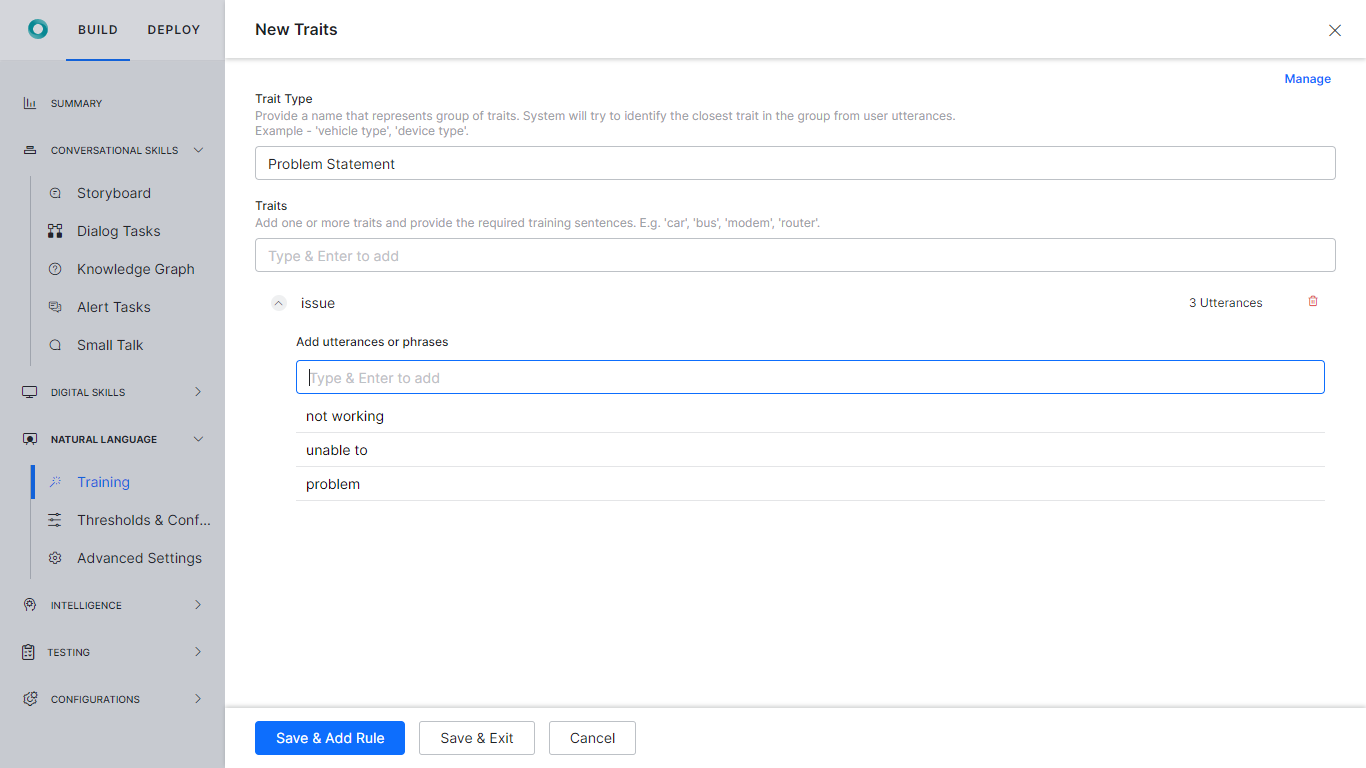 BUILD
DEPLOY
SUMMARY
CONVERSATIONAL SKILLS
Storyboard
Dialog Tasks
Knowledge Graph
Alert Tasks
Small Talk
DIGITAL SKILLS
NATURAL LANGUAGE
Training
Thresholds & Conf...
Advanced Settings
INTELLIGENCE
TESTING
CONFIGURATIONS
New Traits
Manage
Trait Type
Provide a name that represents group of traits. System will try to identify the closest trait in the group from user utterances.
Example - 'vehicle type', 'device type'.
Problem Statement
Traits
Add one or more traits and provide the required training sentences. E.g. 'car', 'bus', 'modem', 'router'.
Type & Enter to add
issue
3 Utterances
Add utterances or phrases
Type & Enter to add
not working
unable to
problem
Save & Add Rule
Save & Exit
Cancel